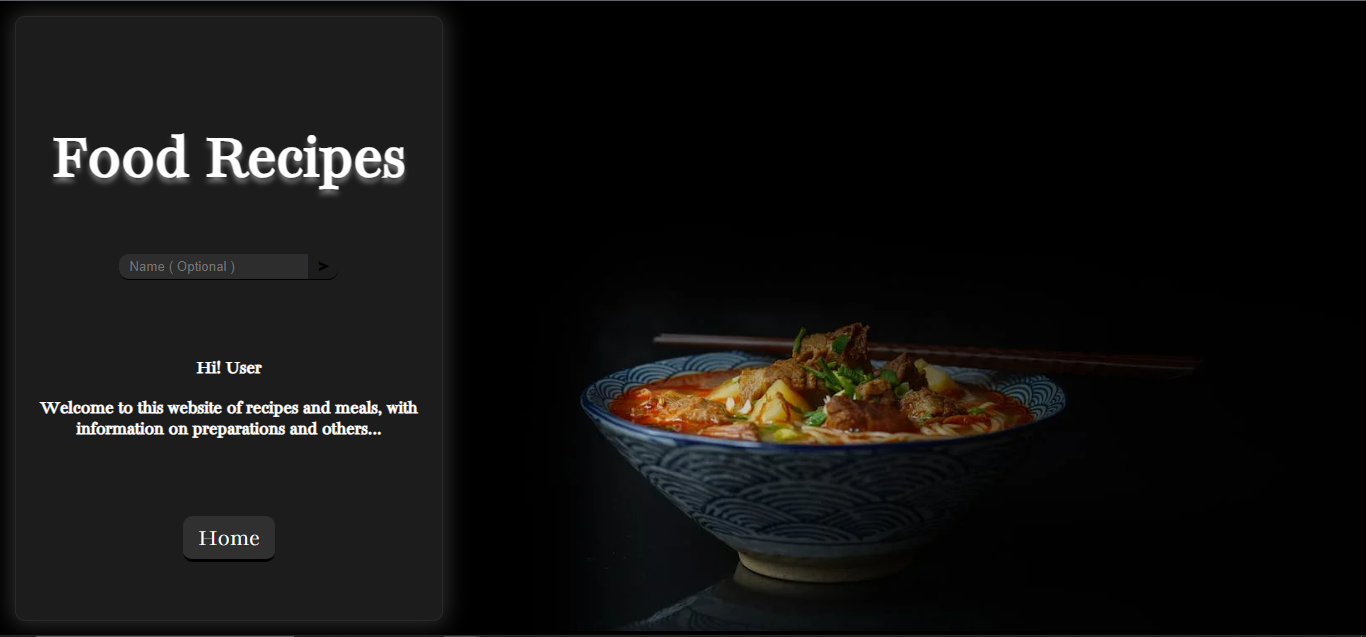 Food Recipes
Name ( Optional )
>
Hi! User
Welcome to this website of recipes and meals, with
information on preparations and others...
Home